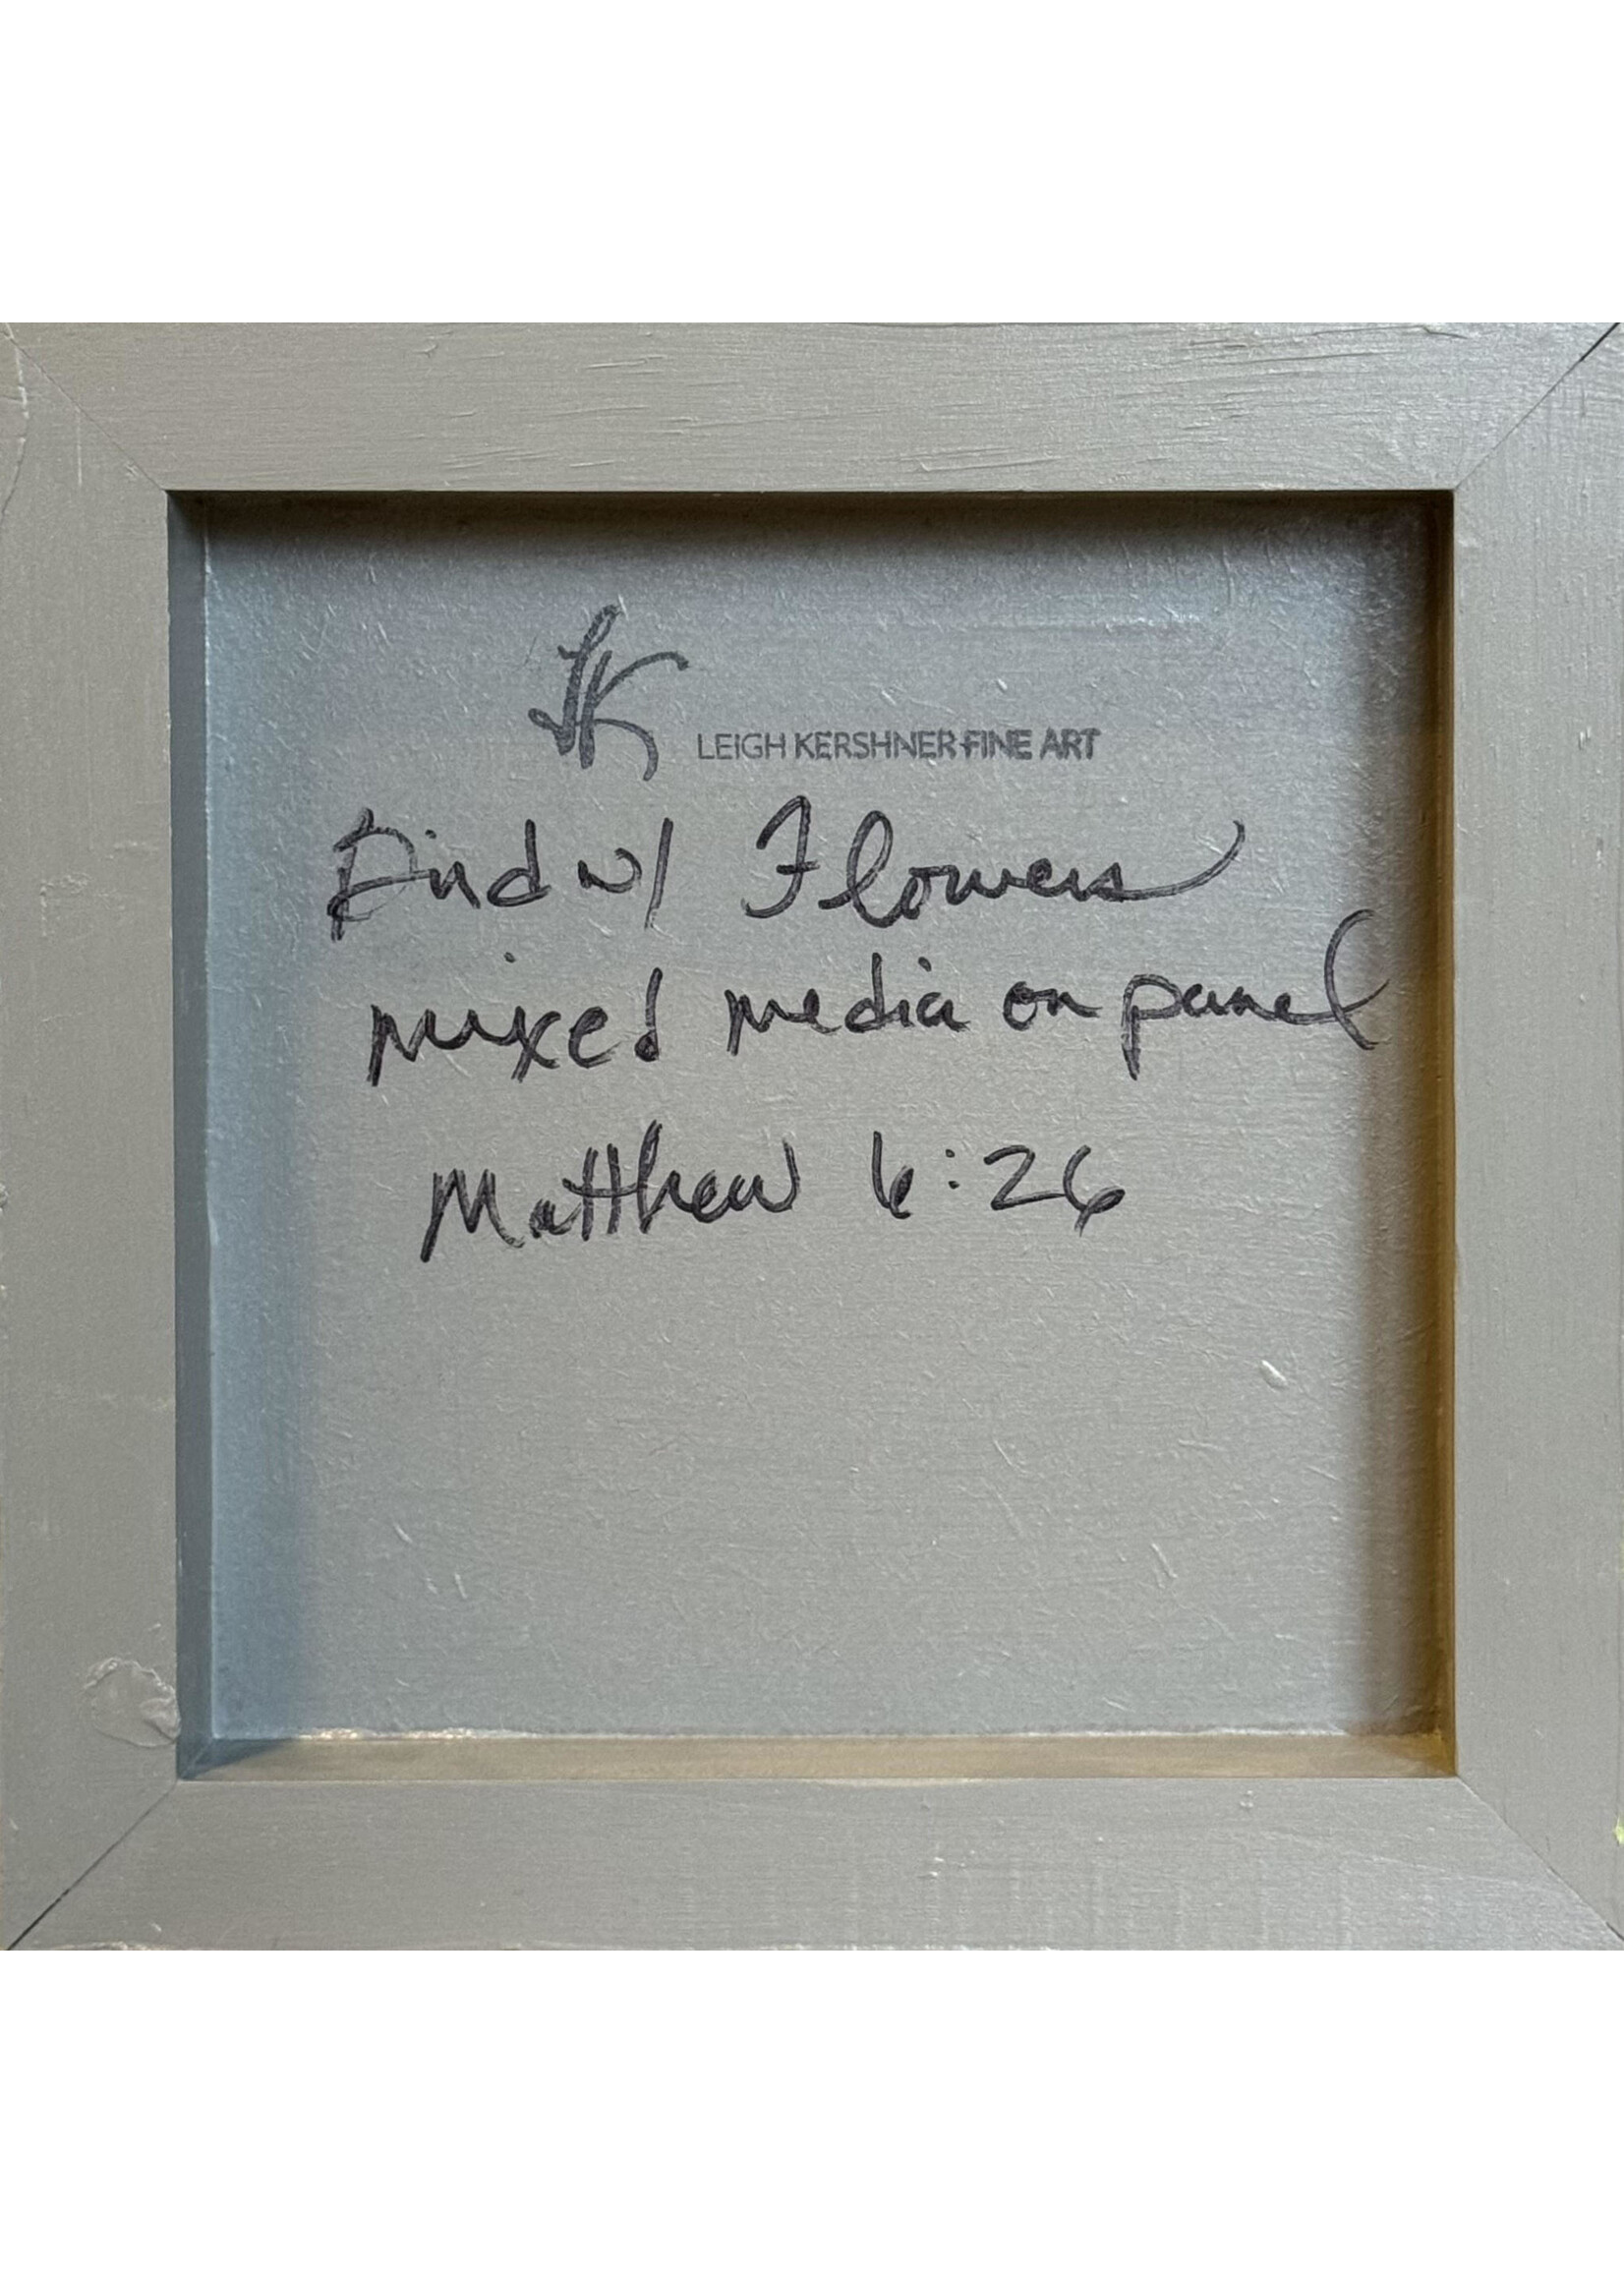 LK LEIGH KERSHNER FINE ART
Bird w/ Flowers
mixed media on panel
Matthew 6:26